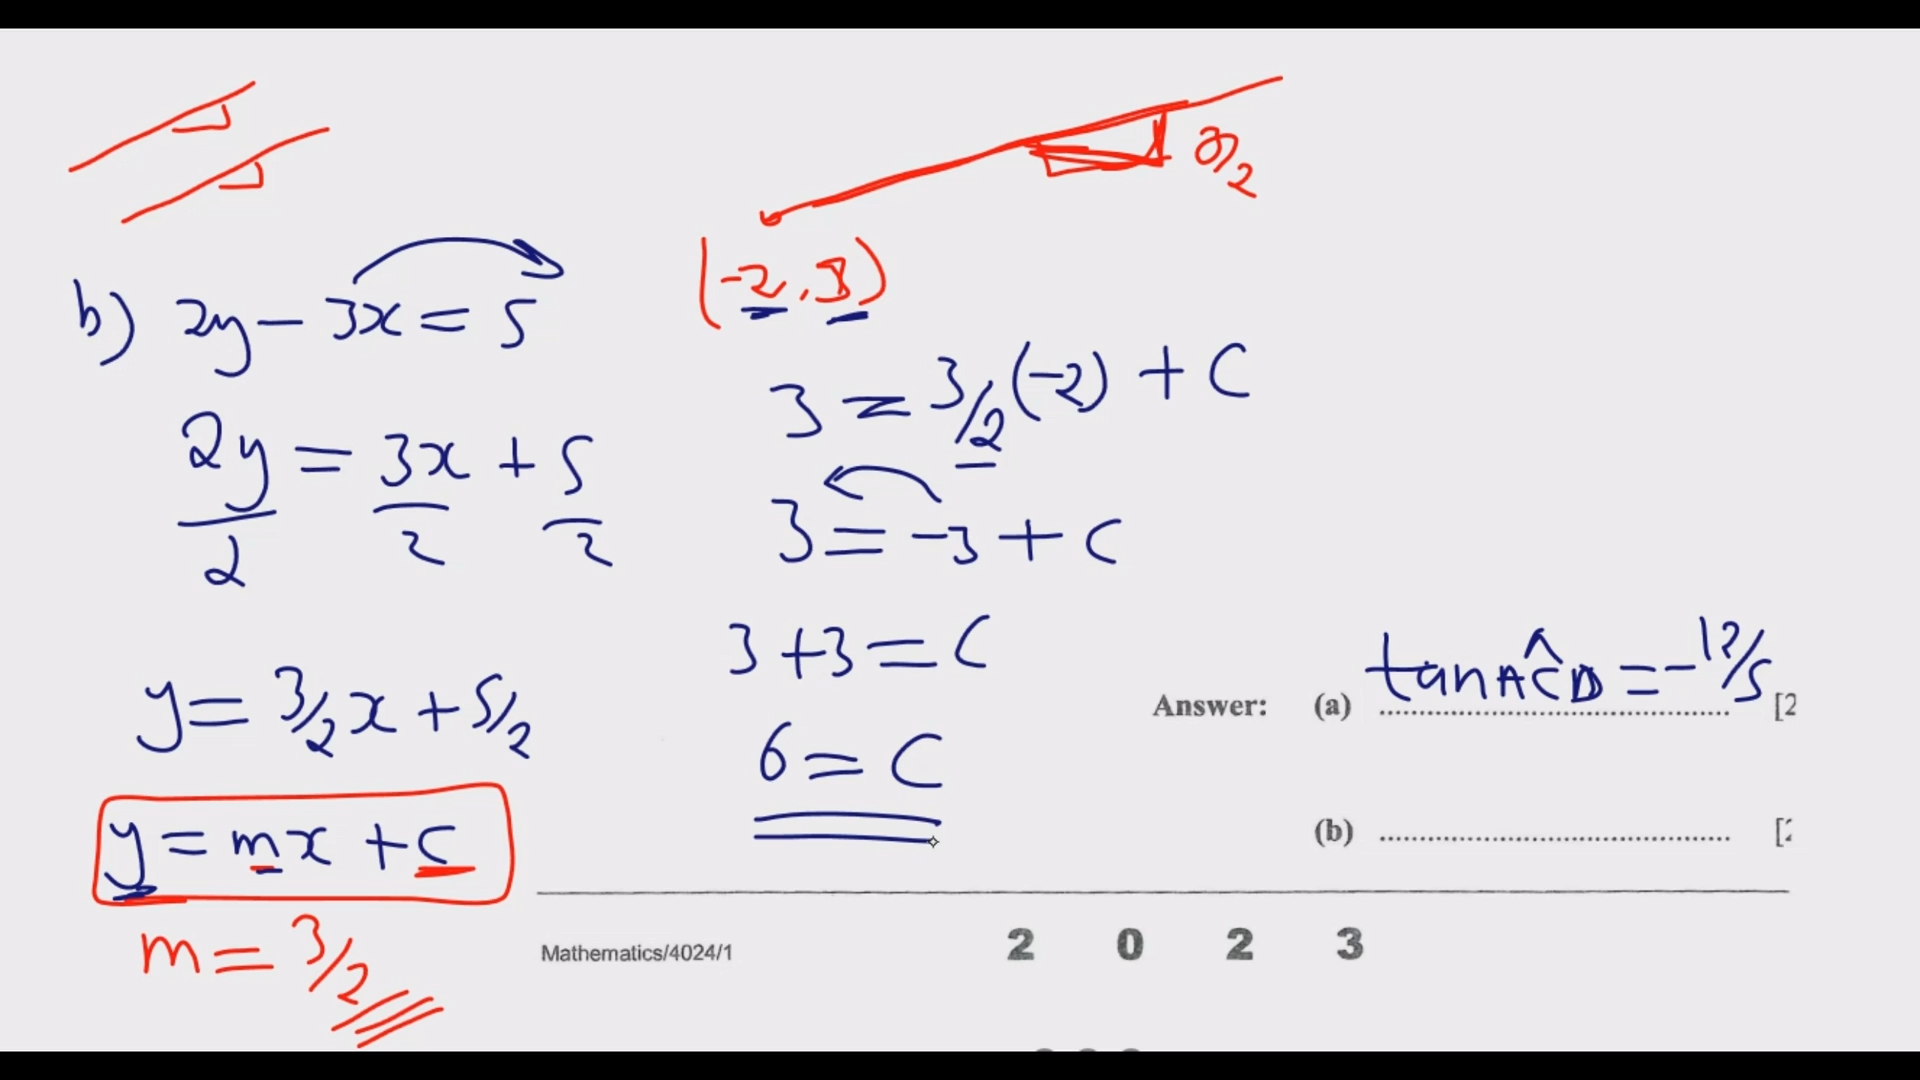 3/2
(-2, 3)
b) 2y - 3x = 5
3 = 3/2(-2) + C
2y/2 = 3x/2 + 5/2
3 = -3 + C
3 + 3 = C
y = 3/2x + 5/2
6 = C
y = mx + c
m = 3/2
Answer: (a) tanAĈD = -12/5 [2
(b) ........................................ [2
Mathematics/4024/1 2 0 2 3